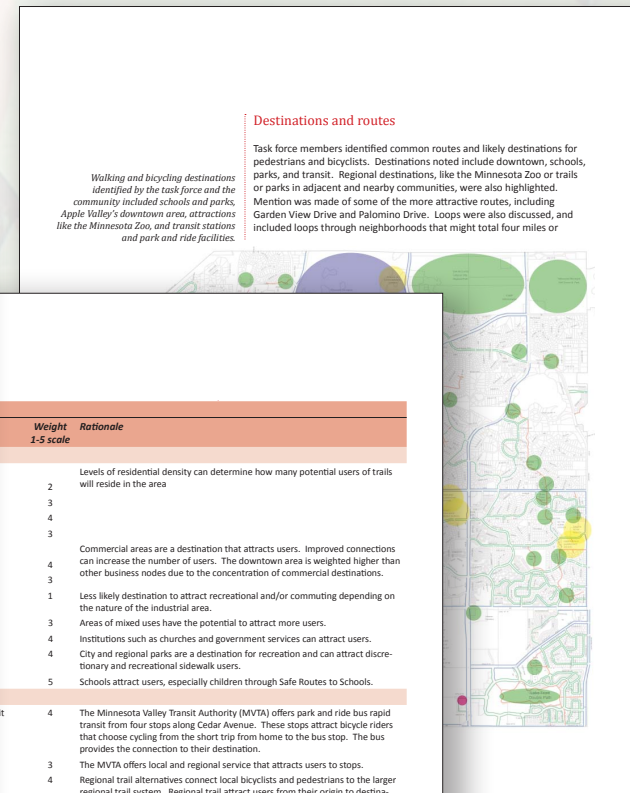 Destinations and routes
Task force members identified common routes and likely destinations for
pedestrians and bicyclists.  Destinations noted include downtown, schools,
parks, and transit.  Regional destinations, like the Minnesota Zoo or trails
or parks in adjacent and nearby communities, were also highlighted.
Mention was made of some of the more attractive routes, including
Garden View Drive and Palomino Drive.  Loops were also discussed, and
included loops through neighborhoods that might total four miles or
Walking and bicycling destinations
identified by the task force and the
community included schools and parks,
Apple Valley's downtown area, attractions
like the Minnesota Zoo, and transit stations
and park and ride facilities.
Weight Rationale
1-5 scale
Levels of residential density can determine how many potential users of trails
2 will reside in the area
3
4
3
Commercial areas are a destination that attracts users.  Improved connections
4 can increase the number of users.  The downtown area is weighted higher than
3 other business nodes due to the concentration of commercial destinations.
1 Less likely destination to attract recreational and/or commuting depending on
the nature of the industrial area.
3 Areas of mixed uses have the potential to attract more users.
4 Institutions such as churches and government services can attract users.
4 City and regional parks are a destination for recreation and can attract discre-
tionary and recreational sidewalk users.
5 Schools attract users, especially children through Safe Routes to Schools.
it 4 The Minnesota Valley Transit Authority (MVTA) offers park and ride bus rapid
transit from four stops along Cedar Avenue.  These stops attract bicycle riders
that choose cycling from the short trip from home to the bus stop.  The bus
provides the connection to their destination.
3 The MVTA offers local and regional service that attracts users to stops.
4 Regional trail alternatives connect local bicyclists and pedestrians to the larger
regional trail system.  Regional trail attract users from their origin to destina-